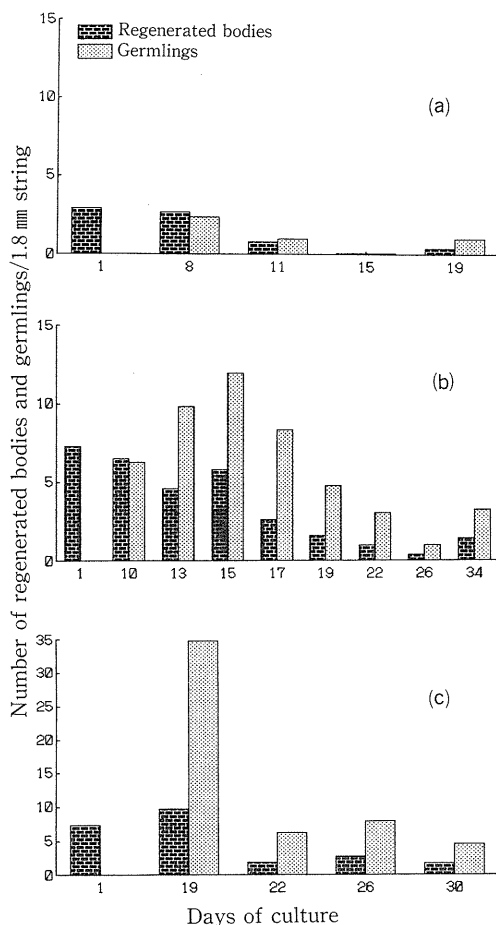 Regenerated bodies
Germlings
Number of regenerated bodies and germlings/1.8 mm string
15
10
5
0
(a)
1 8 11 15 19
15
10
5
0
(b)
1 10 13 15 17 19 22 26 34
35
30
25
20
15
10
5
0
(c)
1 19 22 26 30
Days of culture